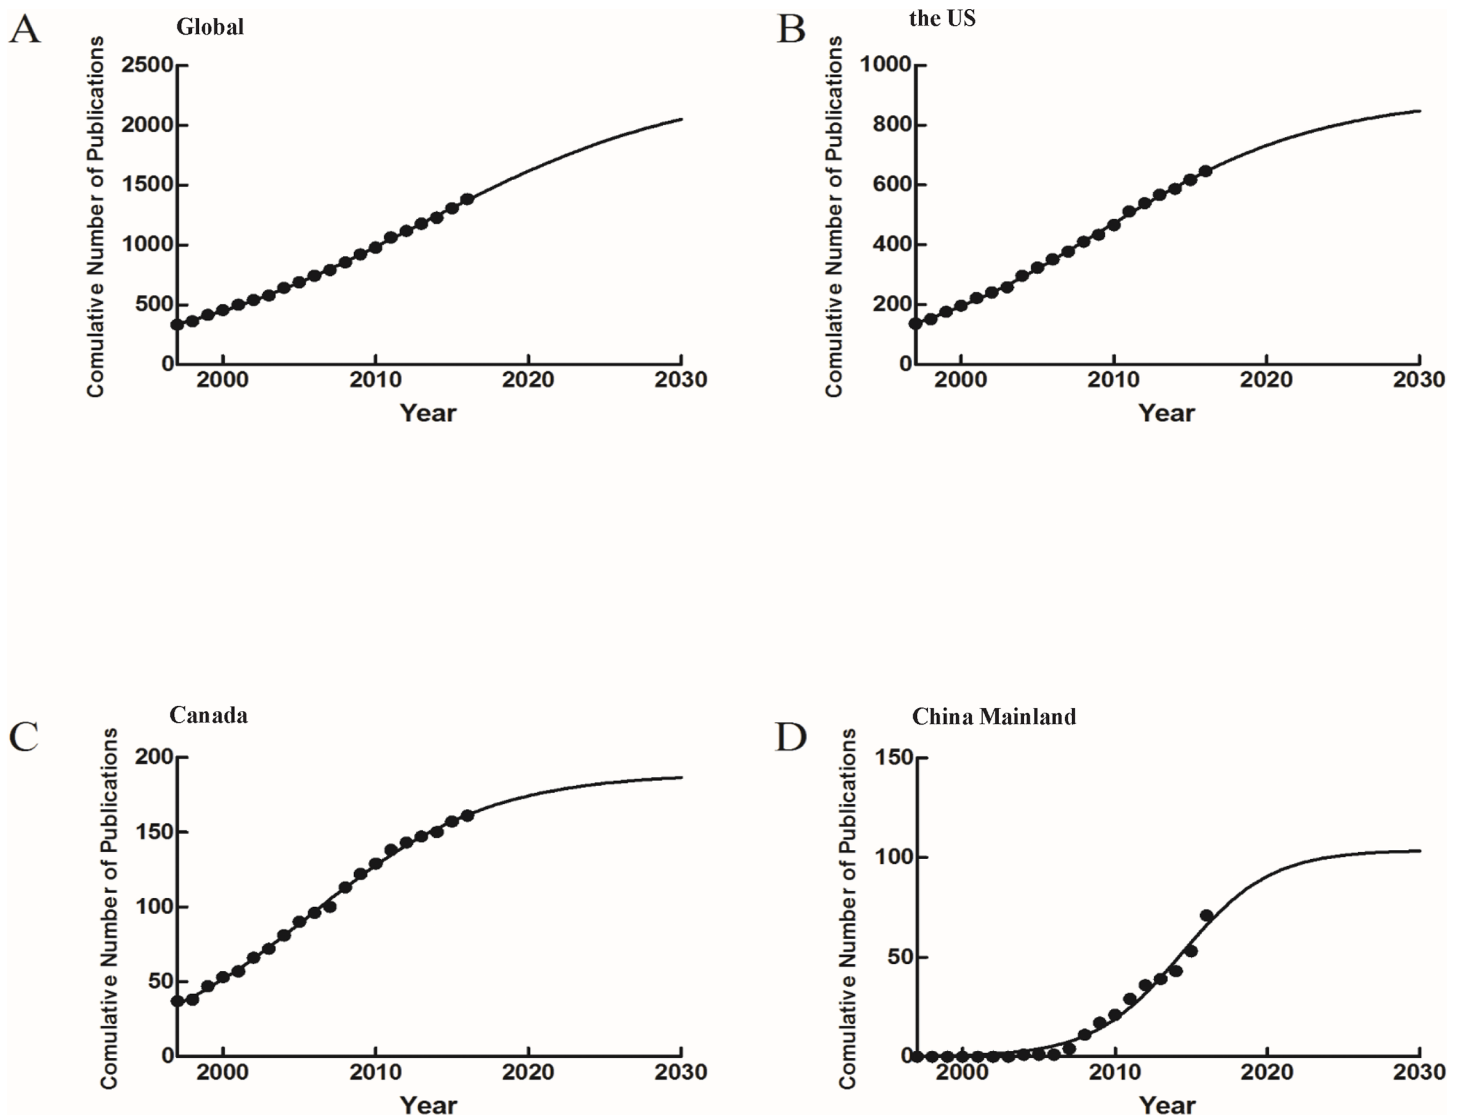 A
Global
Comulative Number of Publications
2500
2000
1500
1000
500
0
2000 2010 2020 2030
Year
B
the US
Comulative Number of Publications
1000
800
600
400
200
0
2000 2010 2020 2030
Year
C
Canada
Comulative Number of Publications
200
150
100
50
0
2000 2010 2020 2030
Year
D
China Mainland
Comulative Number of Publications
150
100
50
0
2000 2010 2020 2030
Year